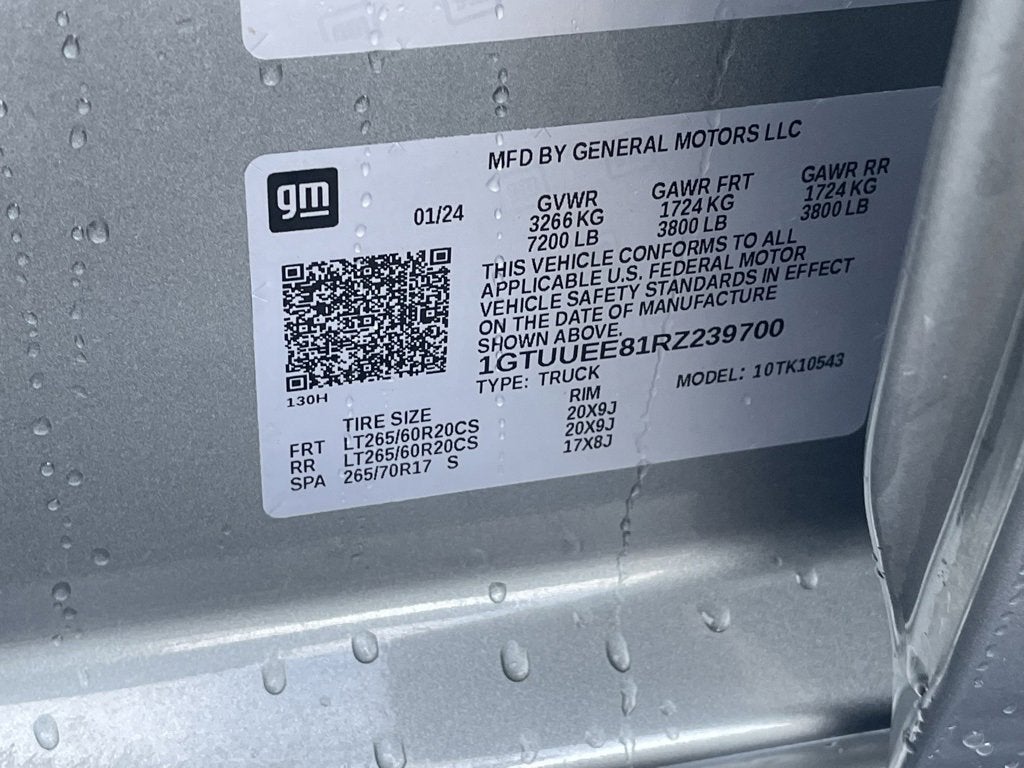 MFD BY GENERAL MOTORS LLC
gm
01/24
GVWR
3266 KG
7200 LB
GAWR FRT
1724 KG
3800 LB
GAWR RR
1724 KG
3800 LB
THIS VEHICLE CONFORMS TO ALL
APPLICABLE U.S. FEDERAL MOTOR
VEHICLE SAFETY STANDARDS IN EFFECT
ON THE DATE OF MANUFACTURE
SHOWN ABOVE.
1GTUUEE81RZ239700
TYPE: TRUCK MODEL: 10TK10543
130H
TIRE SIZE RIM
FRT LT265/60R20CS 20X9J
RR LT265/60R20CS 20X9J
SPA 265/70R17 S 17X8J